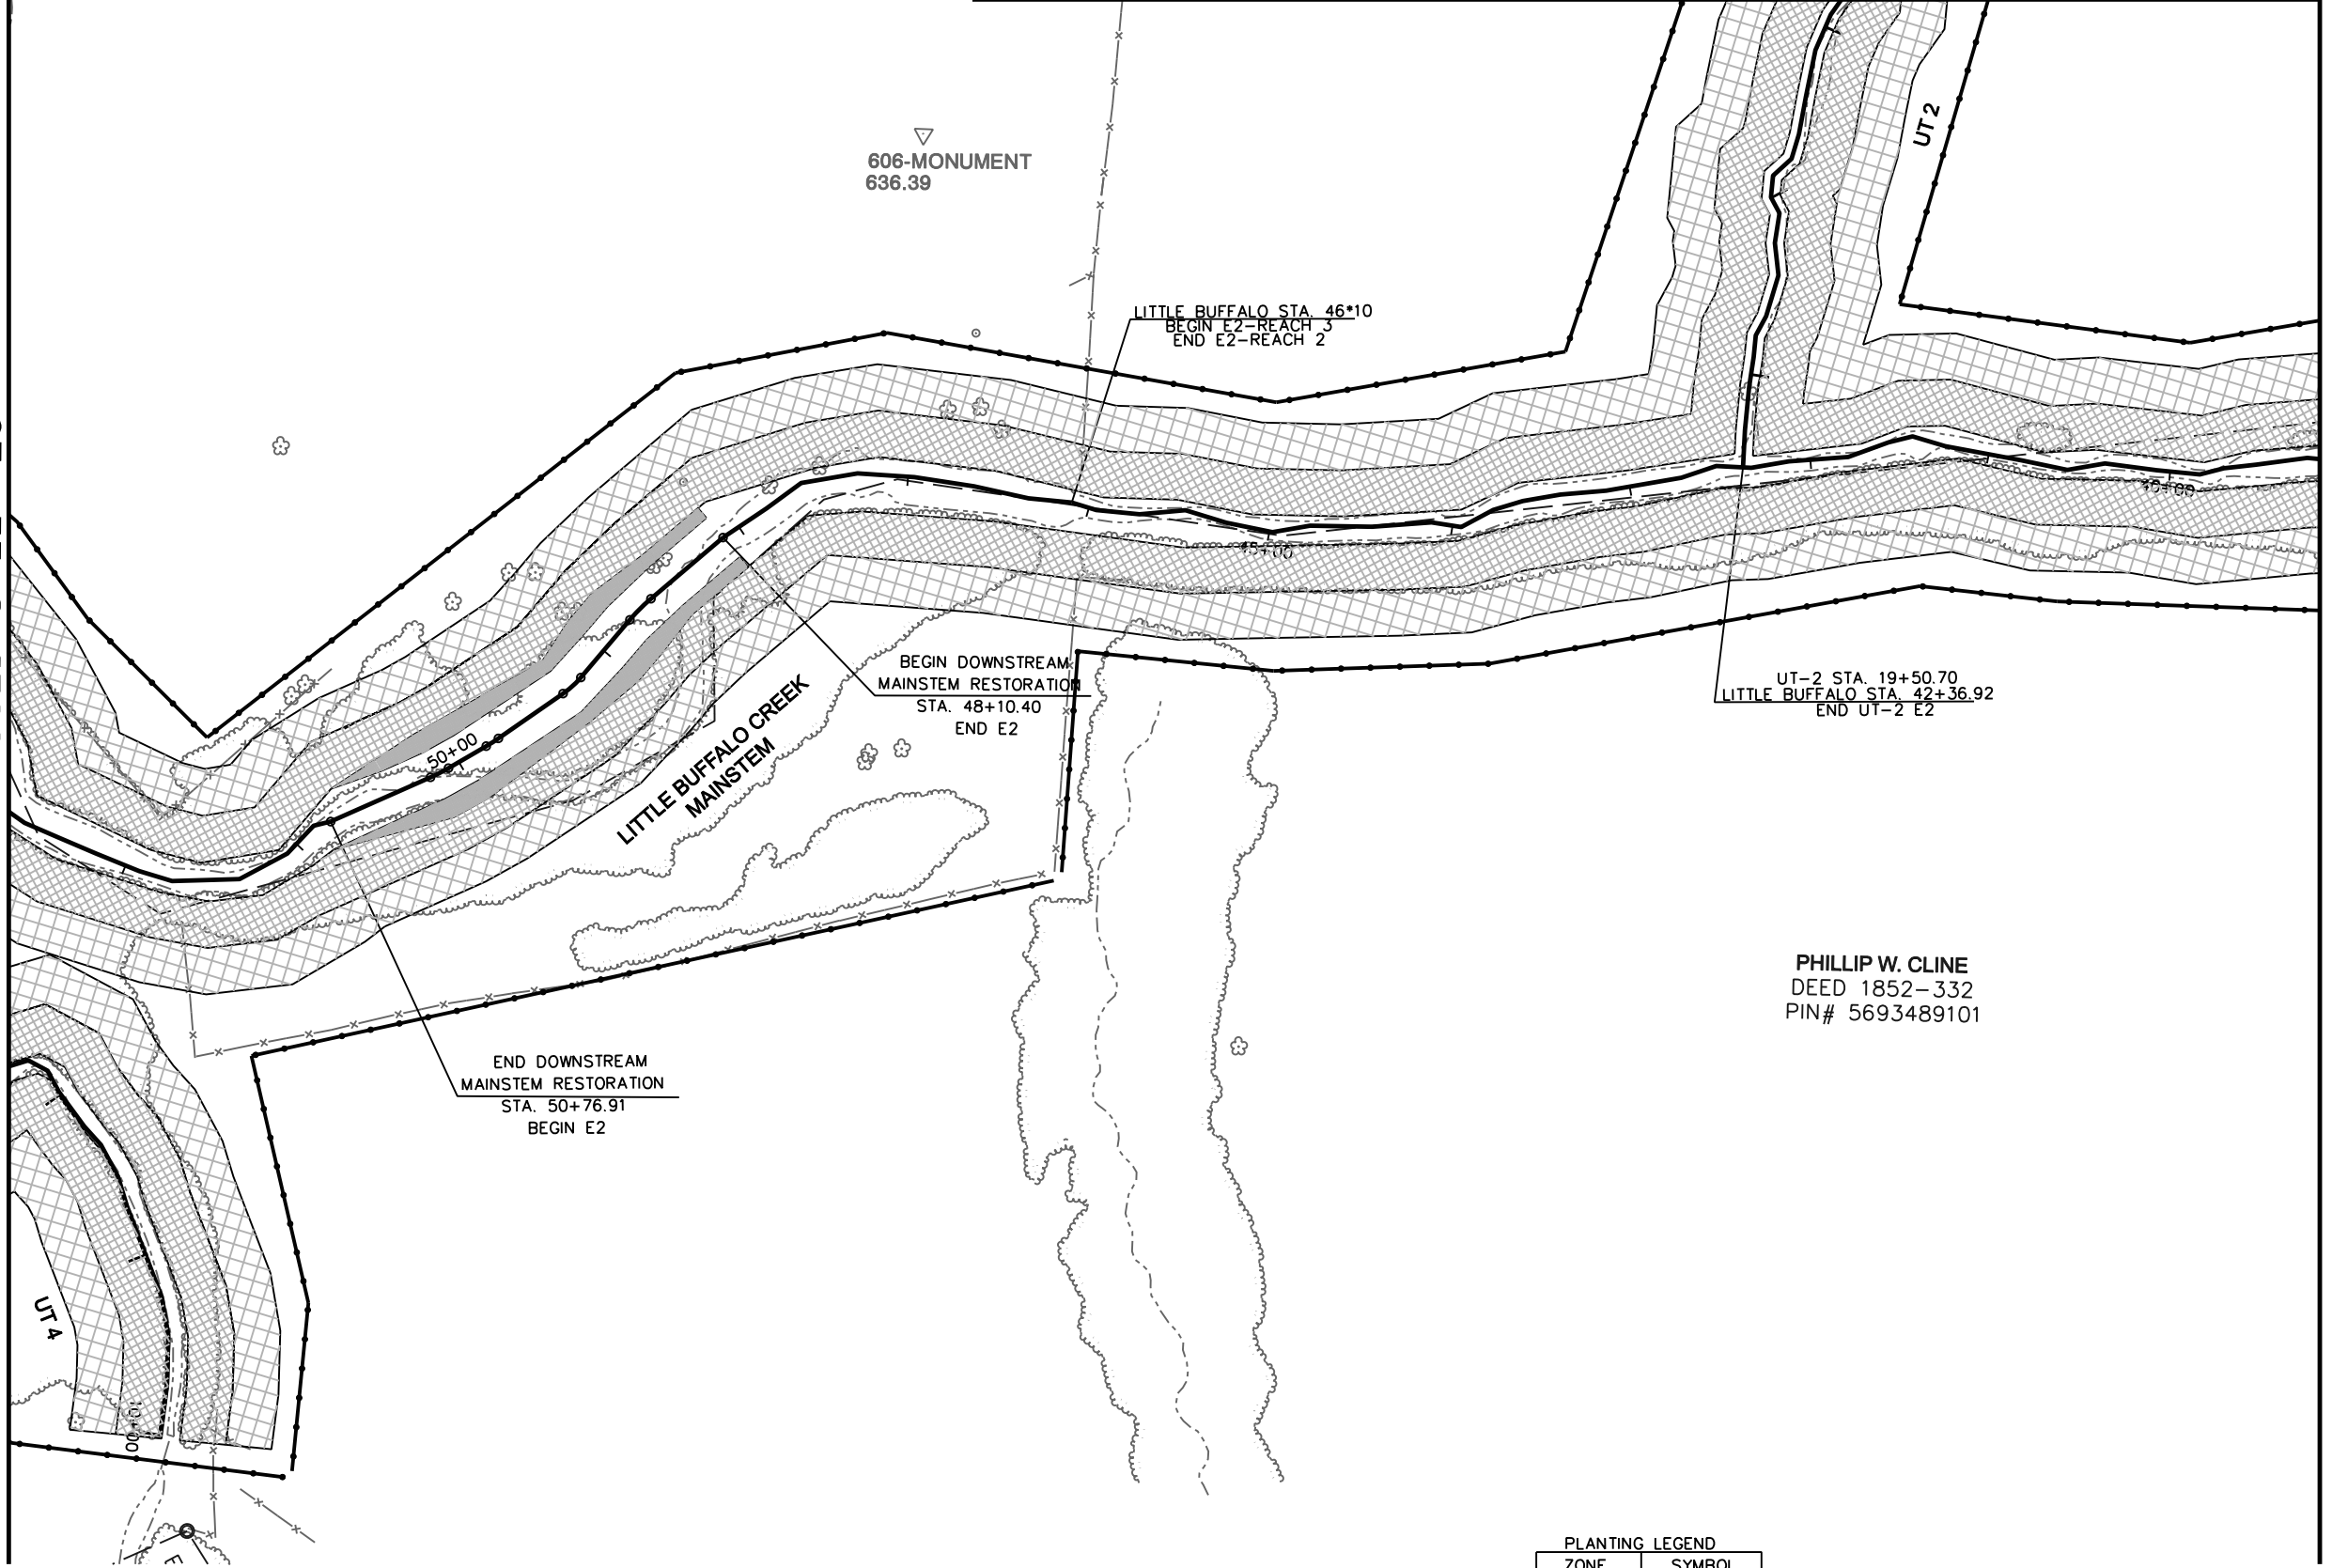 UT 2
606-MONUMENT
636.39
LITTLE BUFFALO STA. 46*10
BEGIN E2-REACH 3
END E2-REACH 2
45+00
BEGIN DOWNSTREAM
MAINSTEM RESTORATION
STA. 48+10.40
END E2
UT-2 STA. 19+50.70
LITTLE BUFFALO STA. 42+36.92
END UT-2 E2
50+00
LITTLE BUFFALO CREEK
MAINSTEM
PHILLIP W. CLINE
DEED 1852-332
PIN# 5693489101
END DOWNSTREAM
MAINSTEM RESTORATION
STA. 50+76.91
BEGIN E2
UT 4
10+00
PLANTING LEGEND
ZONE SYMBOL